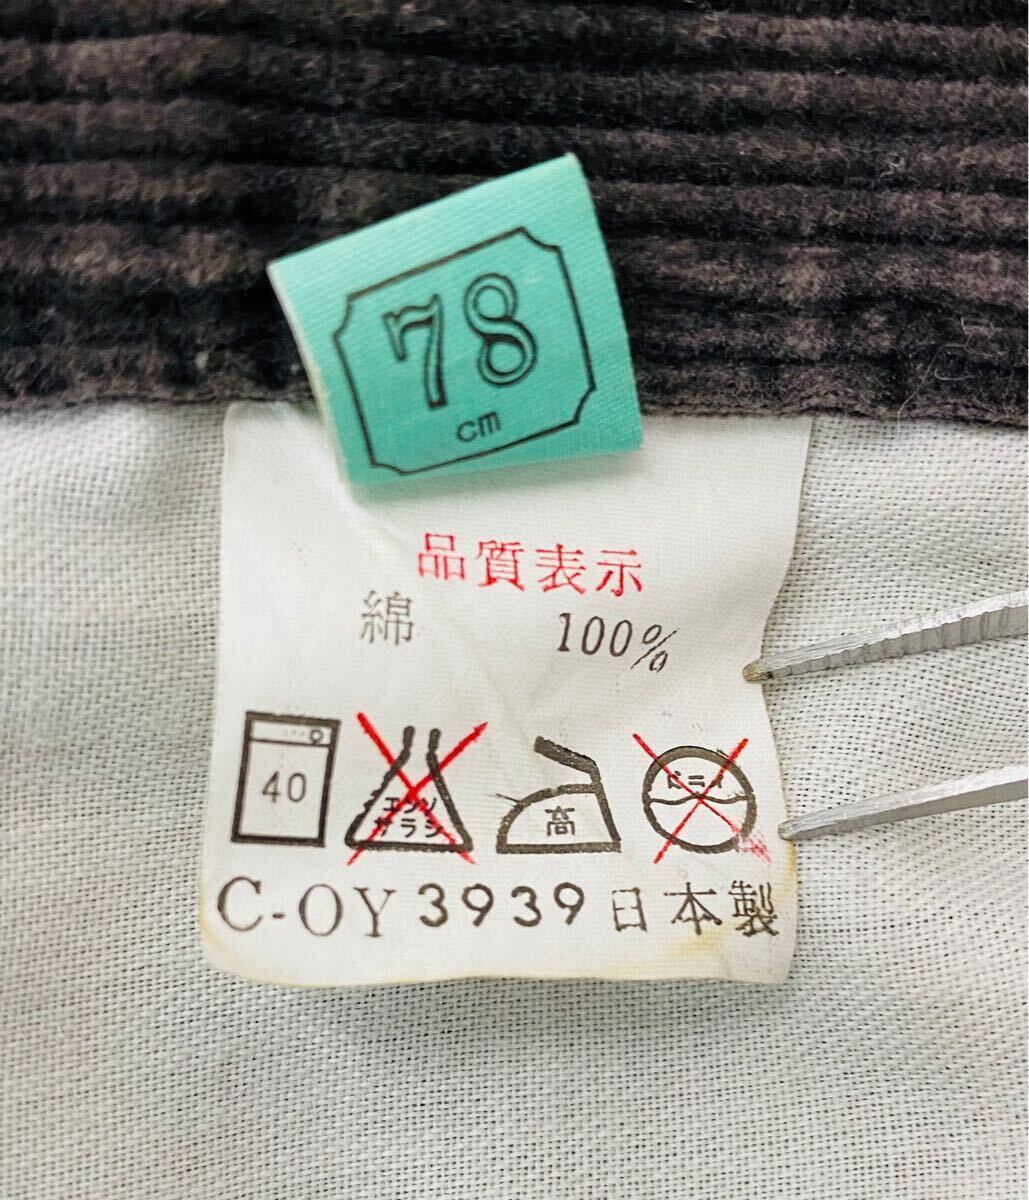 78
cm
品質表示
綿 100%
40
エンソ
サラシ
高
ドライ
C-OY 3939 日本製